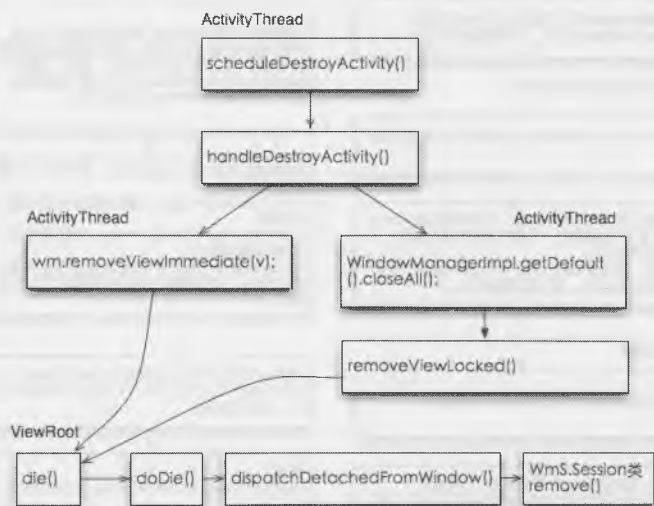 ActivityThread
scheduleDestroyActivity()
handleDestroyActivity()
ActivityThread
ActivityThread
wm.removeViewImmediate(v);
WindowManagerImpl.getDefault
().closeAll();
removeViewLocked()
ViewRoot
die()
doDie()
dispatchDetachedFromWindow()
WmS.Session类
remove()